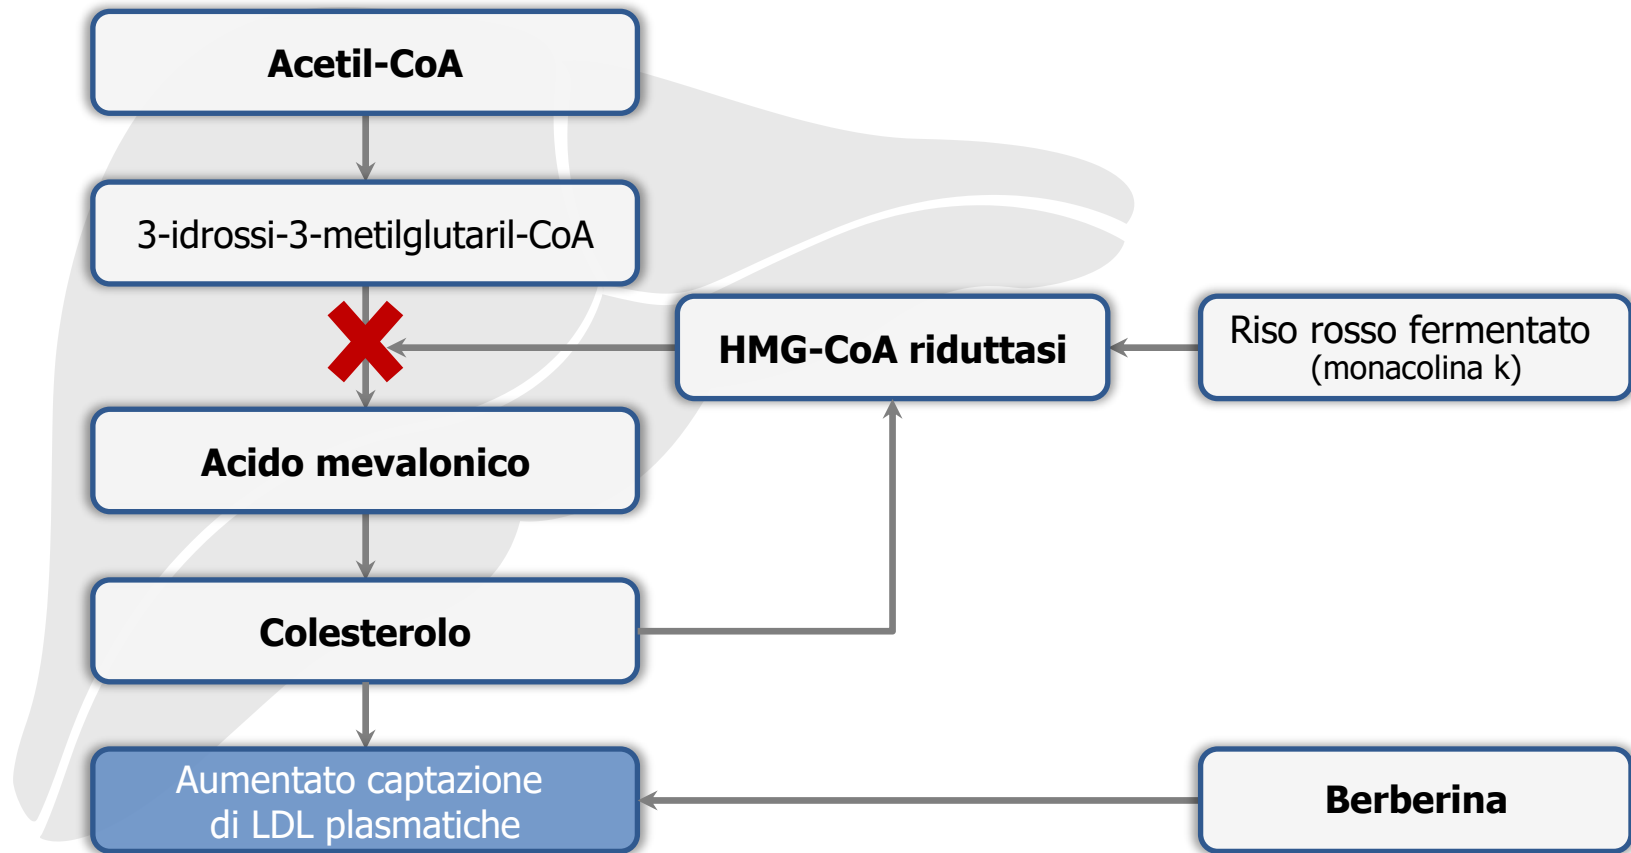 Acetil-CoA
3-idrossi-3-metilglutaril-CoA
HMG-CoA riduttasi
Riso rosso fermentato
(monacolina k)
Acido mevalonico
Colesterolo
Aumentato captazione
di LDL plasmatiche
Berberina